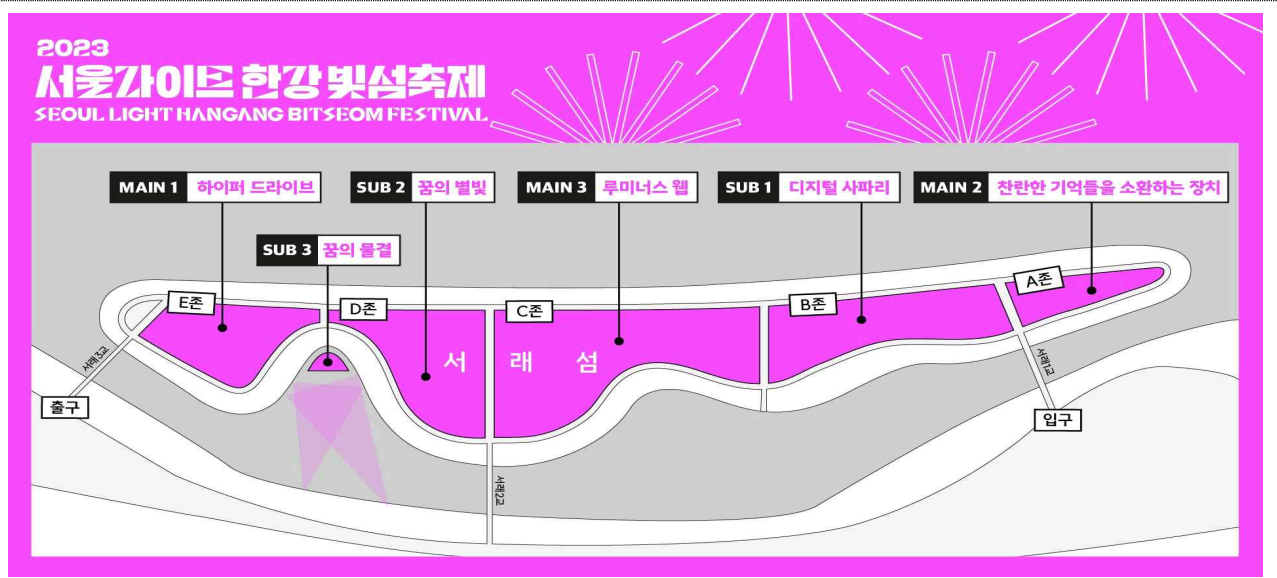 2023
서울라이트 한강 빛섬축제
SEOUL LIGHT HANGANG BITSEOM FESTIVAL
MAIN 1 하이퍼 드라이브
SUB 2 꿈의 별빛
MAIN 3 루미너스 웹
SUB 1 디지털 사파리
MAIN 2 찬란한 기억들을 소환하는 장치
SUB 3 꿈의 물결
E존
D존
C존
B존
A존
서 래 섬
서래3교
서래1교
출구
입구
서래2교